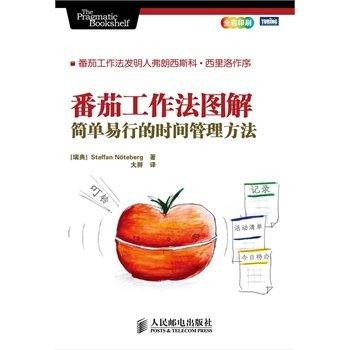 The
Pragmatic
Bookshelf
全彩印刷
TURING
番茄工作法发明人弗朗西斯科·西里洛作序
番茄工作法图解
简单易行的时间管理方法
[瑞典] Staffan Nöteberg 著
大胖 译
叮铃
记录
活动清单
今日待办
人民邮电出版社
POSTS & TELECOM PRESS